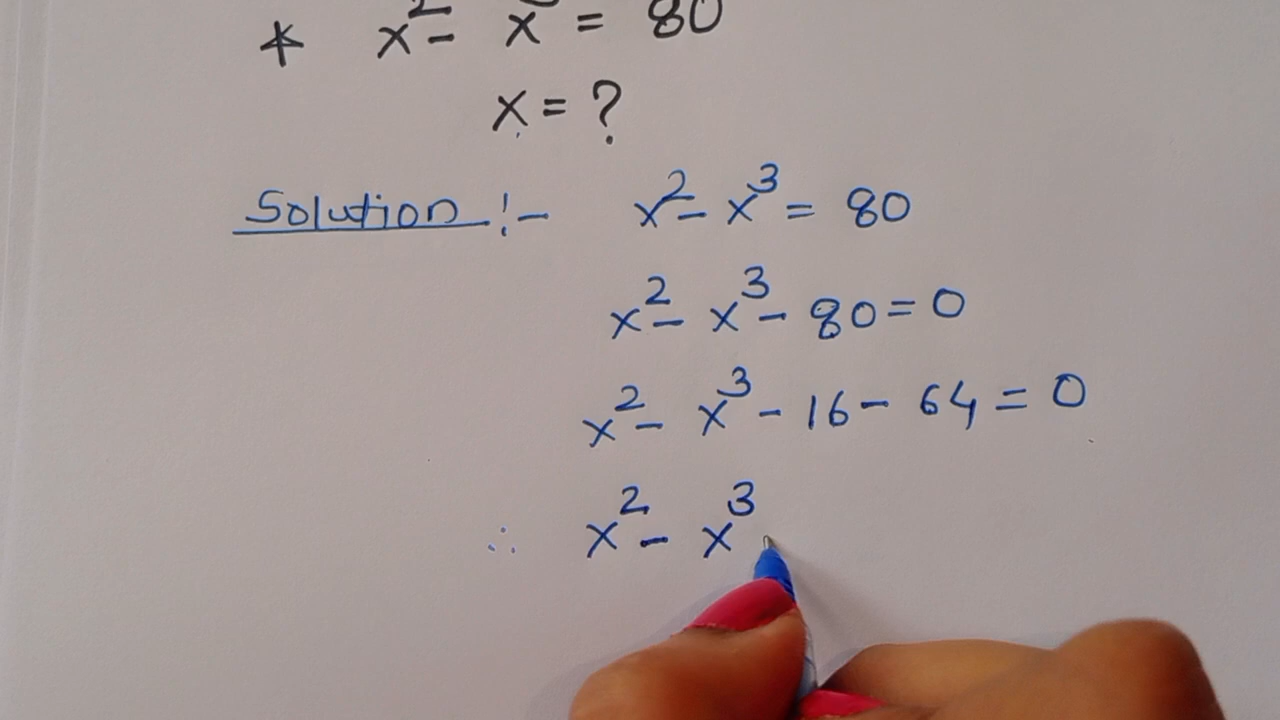 * x² - x³ = 80
x = ?
Solution :- x² - x³ = 80
x² - x³ - 80 = 0
x² - x³ - 16 - 64 = 0
∴ x² - x³